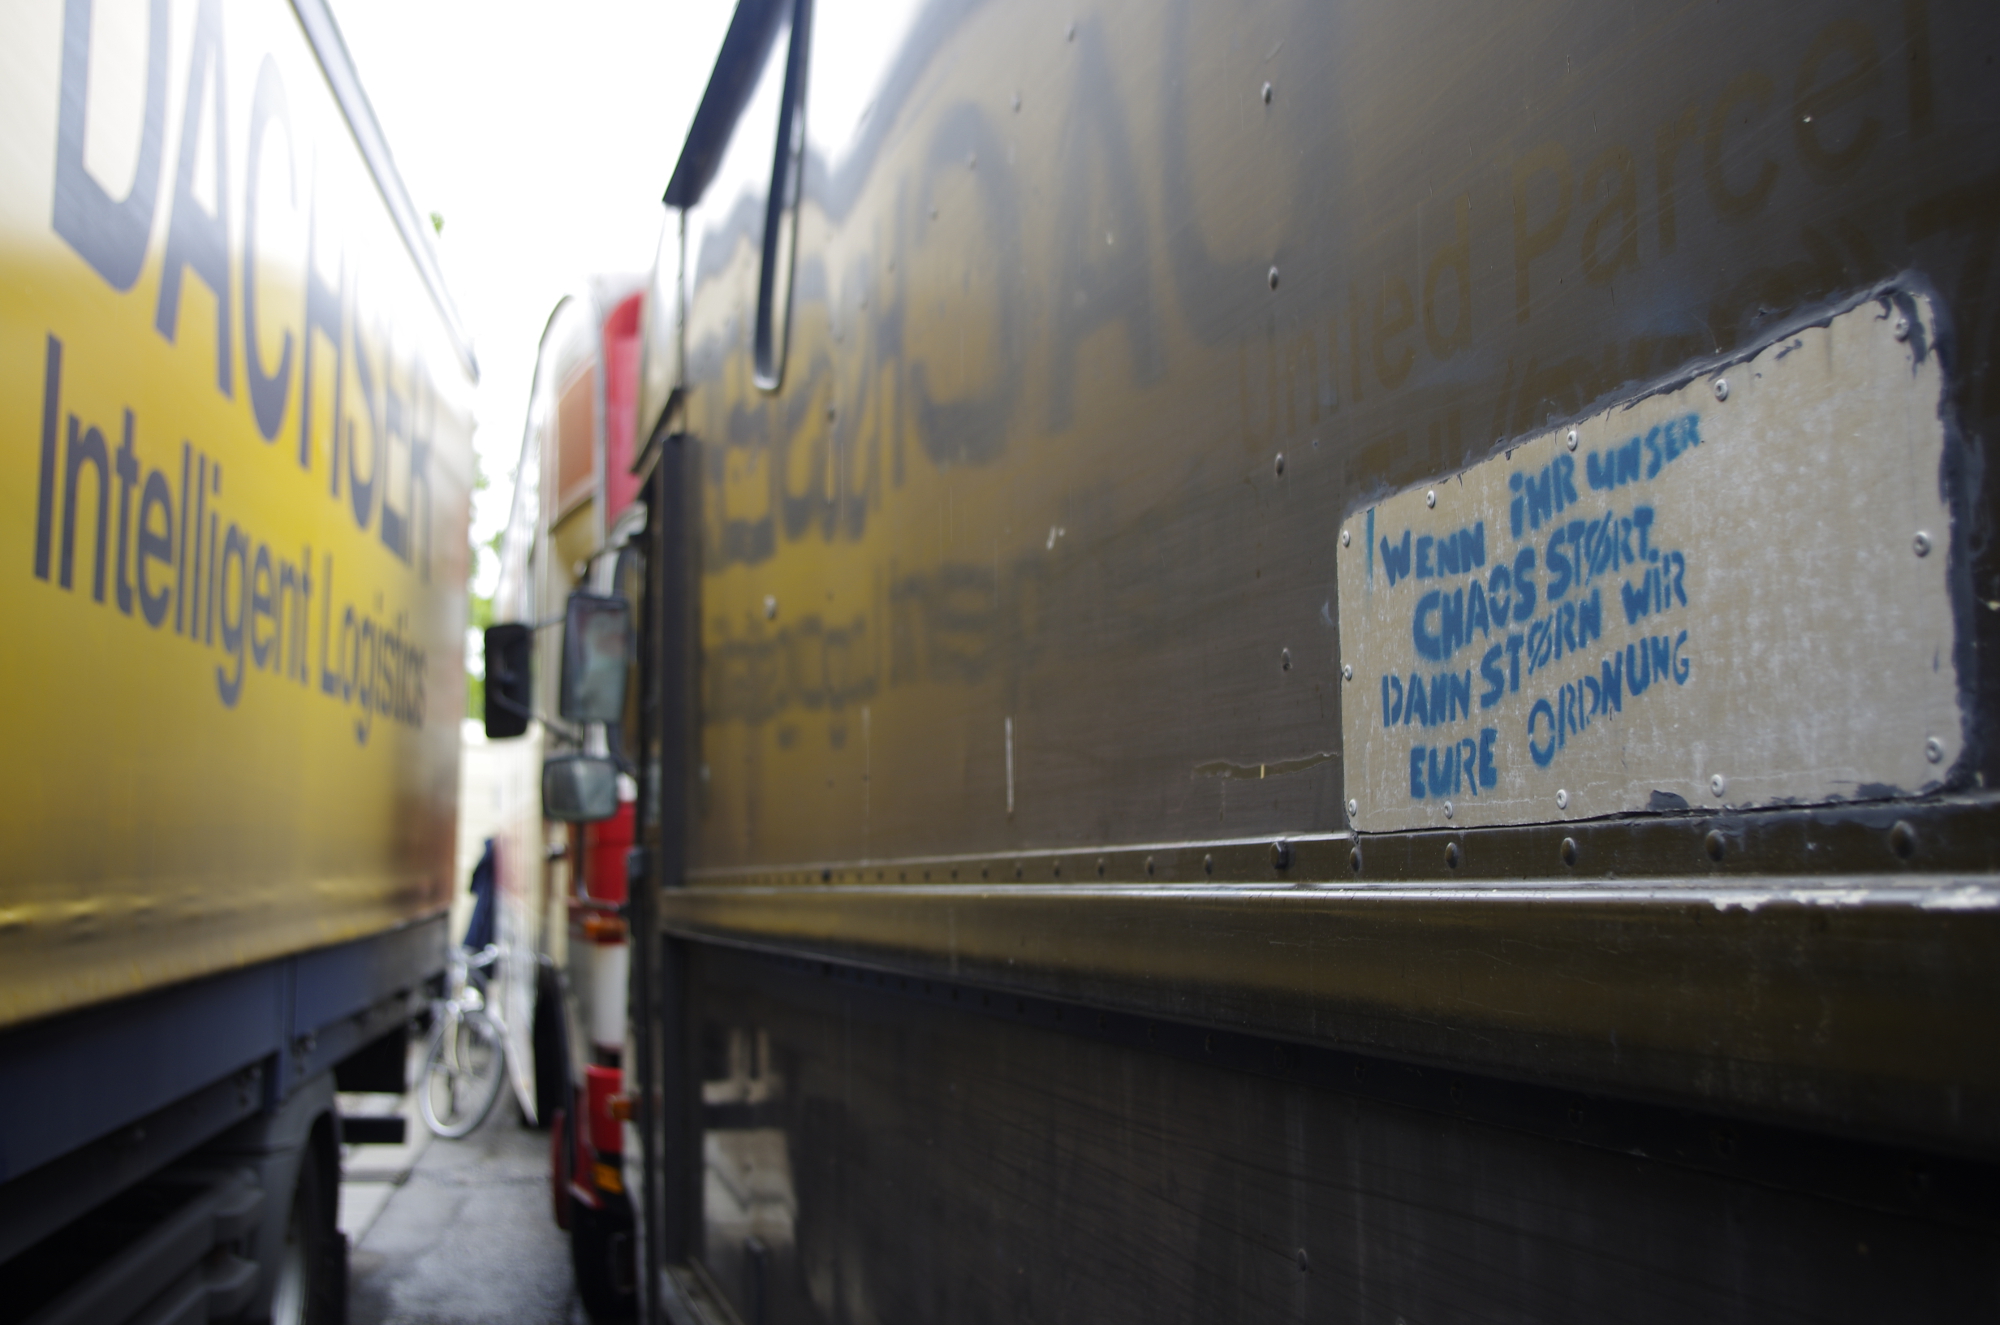 DACHSER
Intelligent Logistics
United Parcel
WENN iHR UNSER
CHAOS STØRT.
DANN STØRN WiR
EURE ORDNUNG